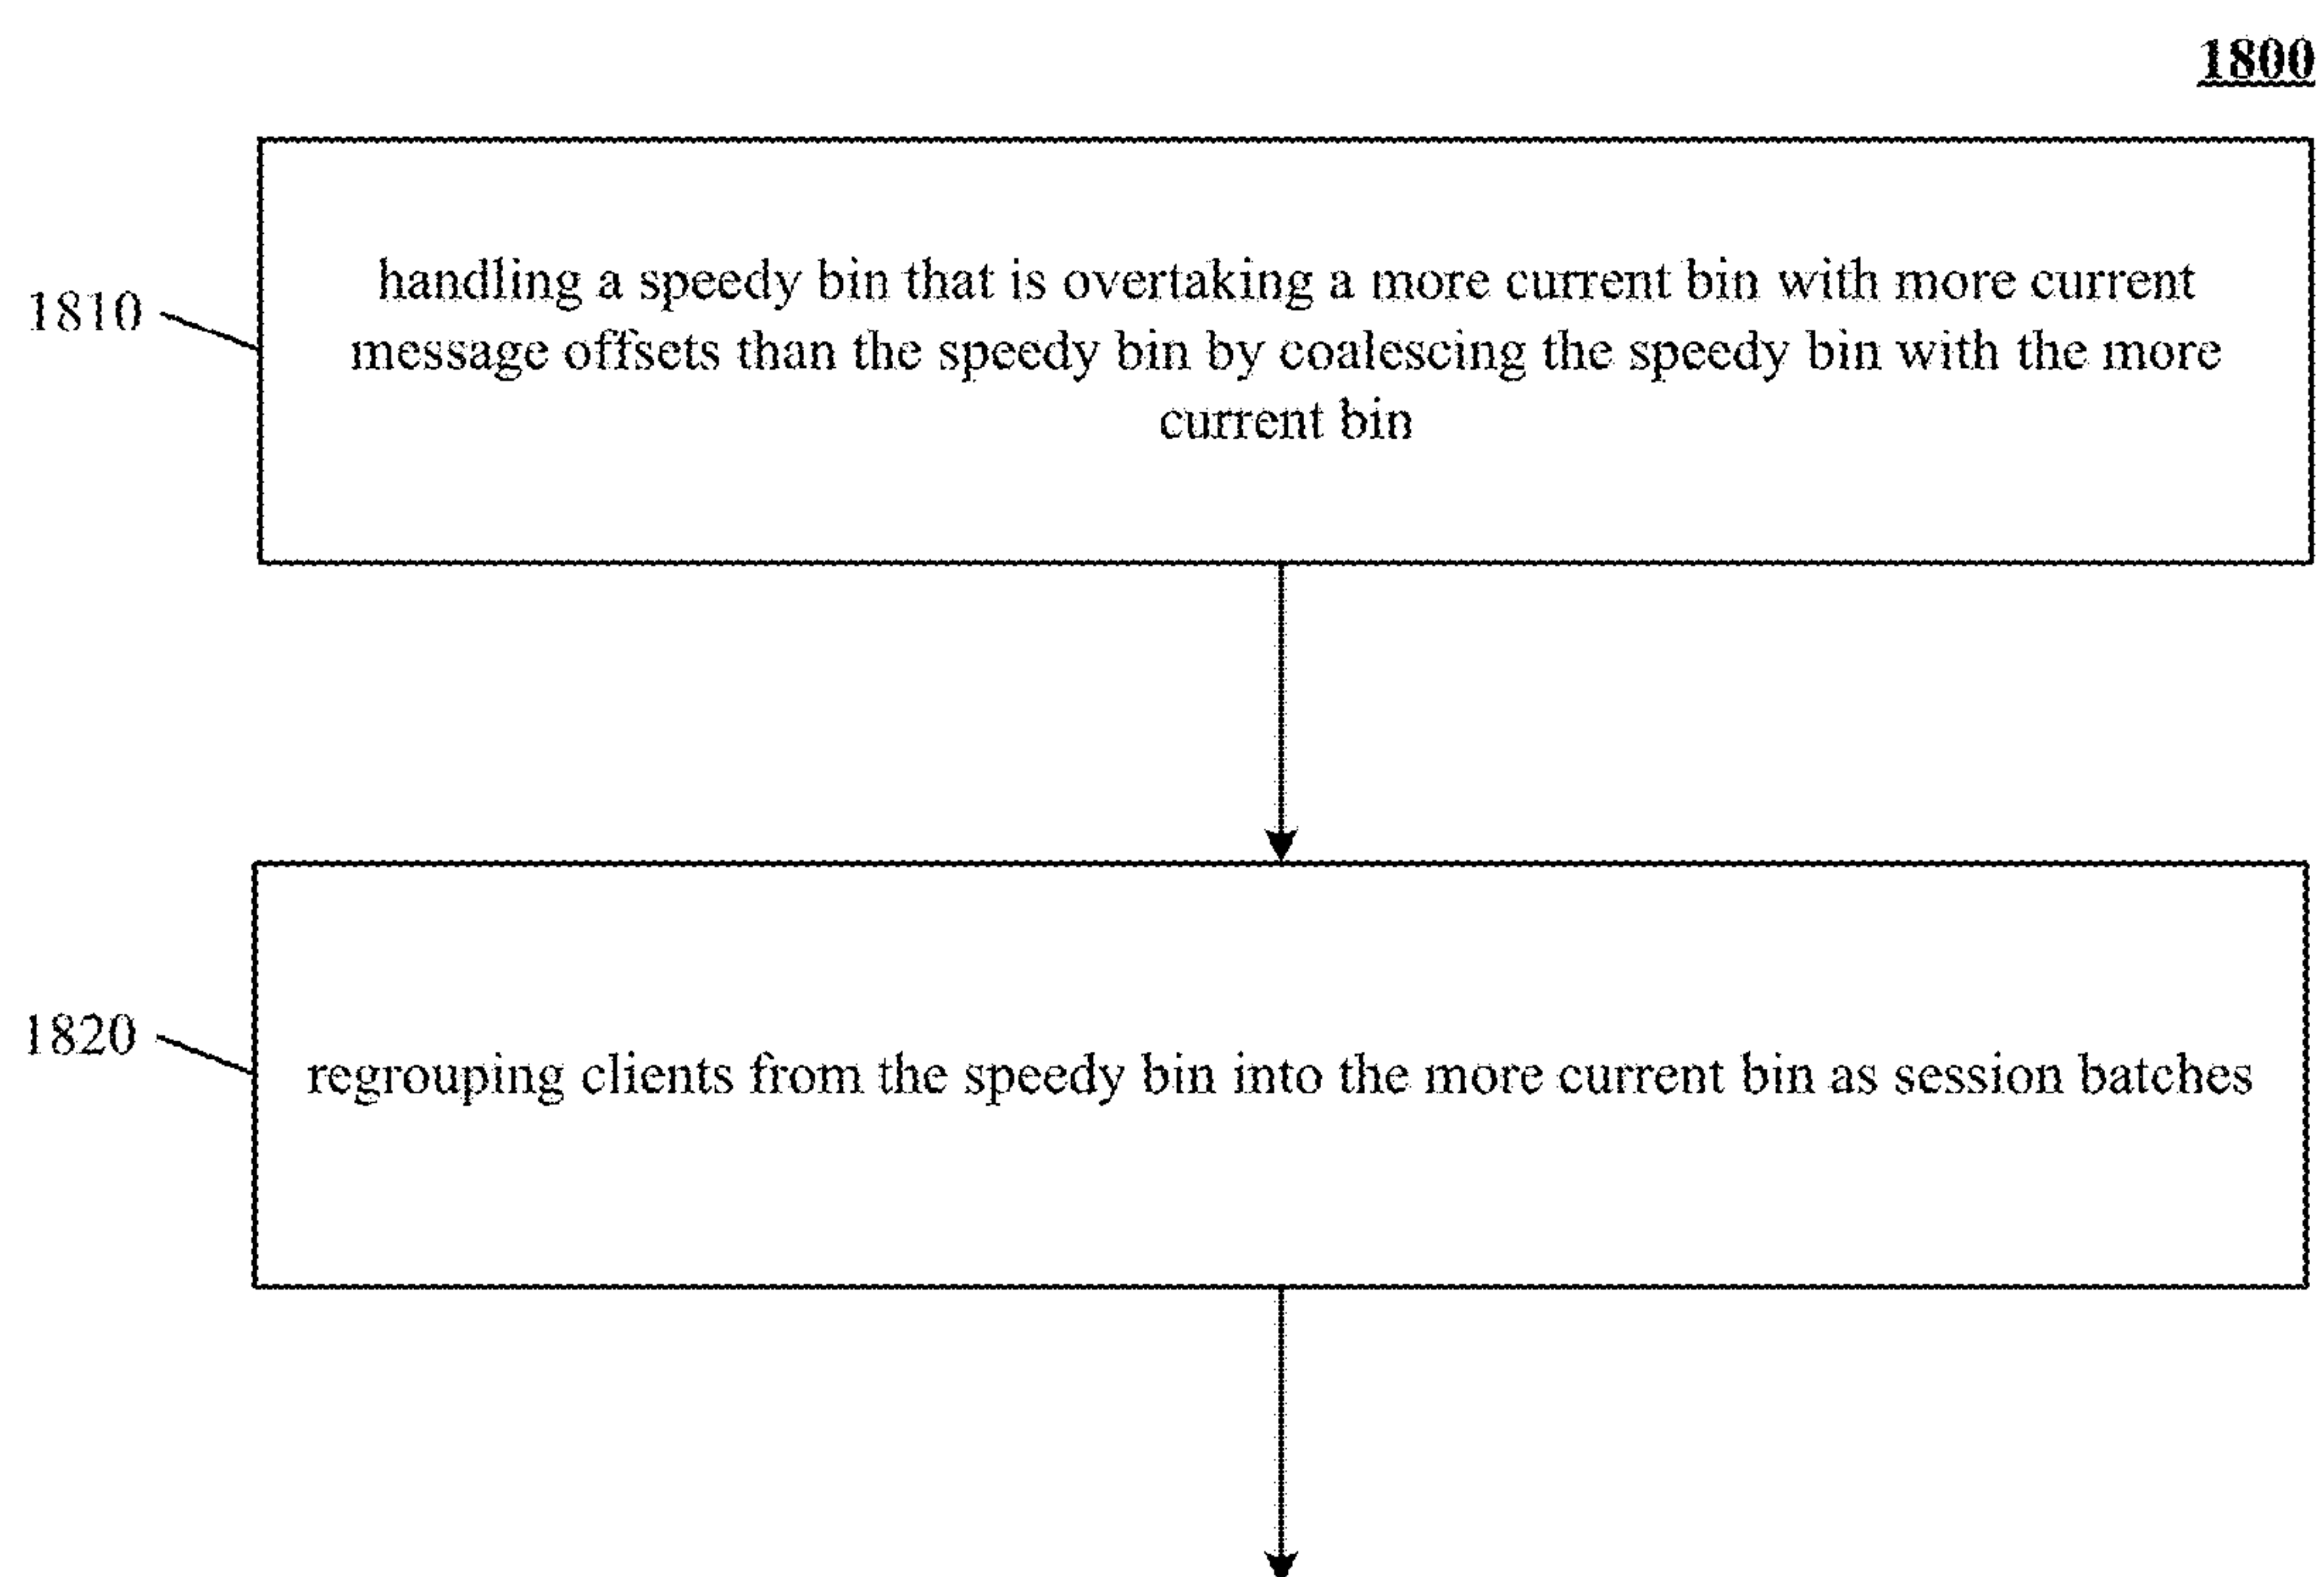 1800
1810
handling a speedy bin that is overtaking a more current bin with more current
message offsets than the speedy bin by coalescing the speedy bin with the more
current bin
1820
regrouping clients from the speedy bin into the more current bin as session batches